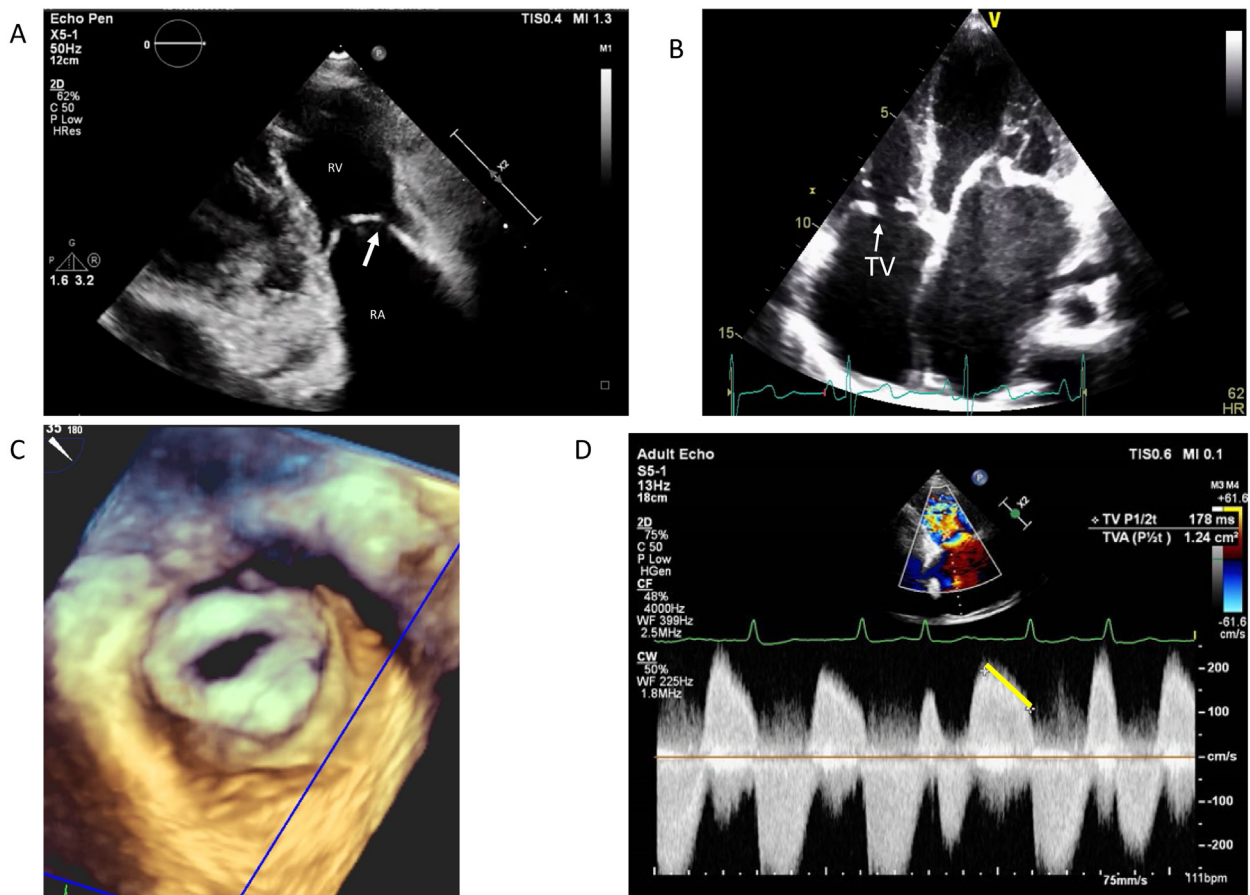 A
Echo Pen
TIS0.4 MI 1.3
X5-1
50Hz
12cm
0
P
M1
2D
62%
C 50
P Low
HRes
X2
RV
G
P R
1.6 3.2
RA
B
V
5
10
TV
15
62
HR
C
35 180
D
Adult Echo
TIS0.6 MI 0.1
S5-1
13Hz
18cm
P
X2
M3 M4
+61.6
TV P1/2t 178 ms
TVA (P½t ) 1.24 cm²
2D
75%
C 50
P Low
HGen
CF
48%
4000Hz
WF 399Hz
2.5MHz
-61.6
cm/s
CW
50%
WF 225Hz
1.8MHz
200
100
cm/s
-100
-200
75mm/s
111bpm